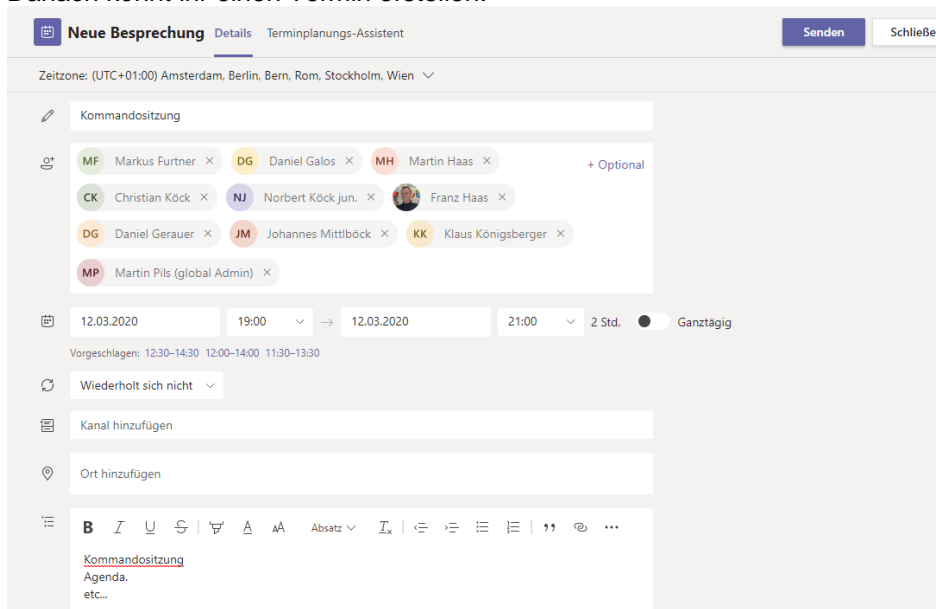 Danach könnt ihr einen Termin erstellen.
Neue Besprechung Details Terminplanungs-Assistent Senden Schließe
Zeitzone: (UTC+01:00) Amsterdam, Berlin, Bern, Rom, Stockholm, Wien
Kommandositzung
MF Markus Furtner × DG Daniel Galos × MH Martin Haas × + Optional
CK Christian Köck × NJ Norbert Köck jun. × Franz Haas ×
DG Daniel Gerauer × JM Johannes Mittlböck × KK Klaus Königsberger ×
MP Martin Pils (global Admin) ×
12.03.2020 19:00 → 12.03.2020 21:00 2 Std. Ganztägig
Vorgeschlagen: 12:30–14:30 12:00–14:00 11:30–13:30
Wiederholt sich nicht
Kanal hinzufügen
Ort hinzufügen
B I U S A AA Absatz Tx
Kommandositzung
Agenda.
etc...